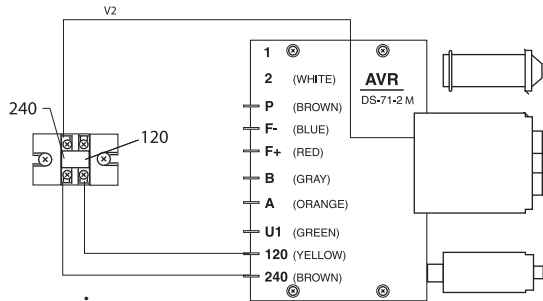 V2
1
2 (WHITE)
AVR
DS-71-2 M
P (BROWN)
F- (BLUE)
F+ (RED)
B (GRAY)
A (ORANGE)
U1 (GREEN)
120 (YELLOW)
240 (BROWN)
240
120